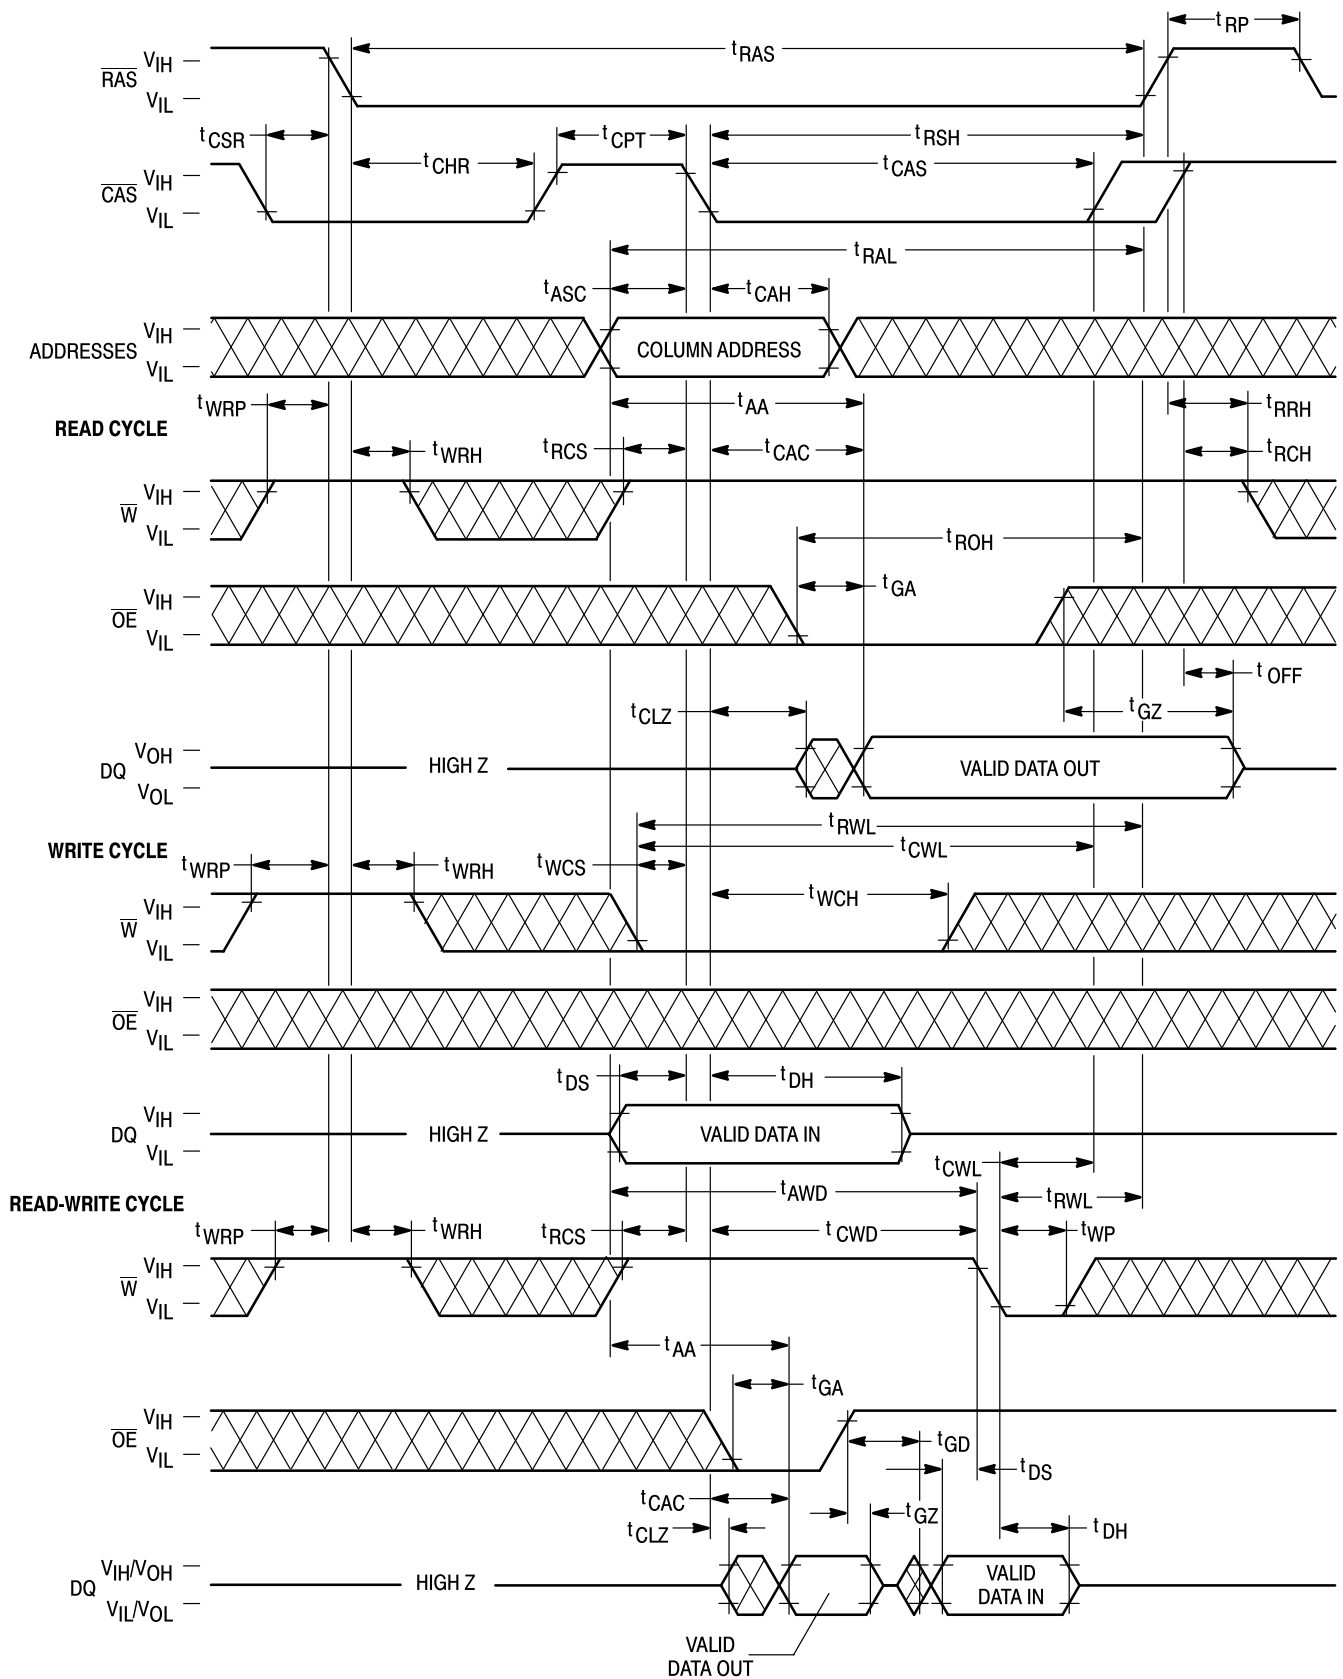 tRP
VIH
tRAS
RAS
VIL
tCSR
tCPT
tRSH
tCHR
tCAS
VIH
CAS
VIL
tRAL
tASC
tCAH
VIH
ADDRESSES
COLUMN ADDRESS
VIL
tWRP
tAA
tRRH
READ CYCLE
tWRH
tRCS
tCAC
tRCH
VIH
W
VIL
tROH
tGA
VIH
OE
VIL
tOFF
tCLZ
tGZ
VOH
DQ
HIGH Z
VALID DATA OUT
VOL
tRWL
WRITE CYCLE
tCWL
tWRP
tWRH
tWCS
tWCH
VIH
W
VIL
VIH
OE
VIL
tDS
tDH
VIH
DQ
HIGH Z
VALID DATA IN
VIL
tCWL
tAWD
tRWL
READ-WRITE CYCLE
tWRP
tWRH
tRCS
tCWD
tWP
VIH
W
VIL
tAA
tGA
VIH
OE
VIL
tGD
tDS
tCAC
tGZ
tCLZ
tDH
VIH/VOH
DQ
HIGH Z
VALID
DATA IN
VIL/VOL
VALID
DATA OUT